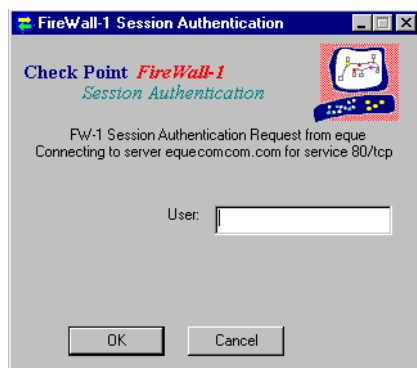 FireWall-1 Session Authentication
Check Point FireWall-1
Session Authentication
FW-1 Session Authentication Request from eque
Connecting to server equecomcom.com for service 80/tcp
User:
OK
Cancel